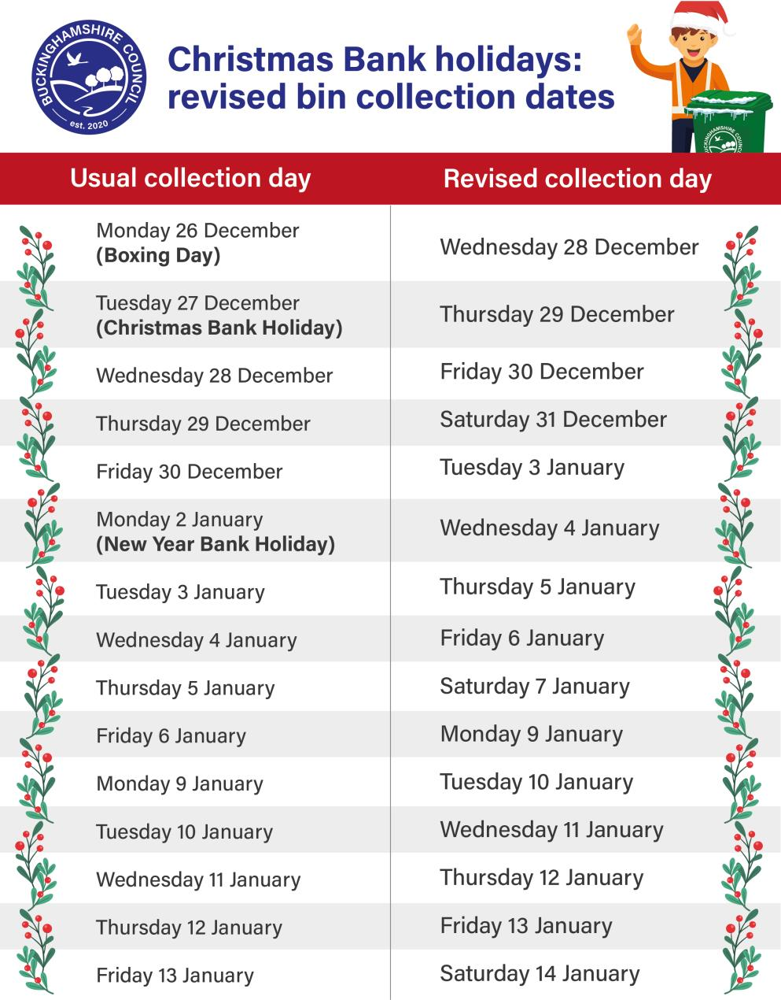 BUCKINGHAMSHIRE COUNCIL
est. 2020
Christmas Bank holidays:
revised bin collection dates
BUCKINGHAMSHIRE COUNCIL
Usual collection day
Revised collection day
Monday 26 December
(Boxing Day)
Wednesday 28 December
Tuesday 27 December
(Christmas Bank Holiday)
Thursday 29 December
Wednesday 28 December
Friday 30 December
Thursday 29 December
Saturday 31 December
Friday 30 December
Tuesday 3 January
Monday 2 January
(New Year Bank Holiday)
Wednesday 4 January
Tuesday 3 January
Thursday 5 January
Wednesday 4 January
Friday 6 January
Thursday 5 January
Saturday 7 January
Friday 6 January
Monday 9 January
Monday 9 January
Tuesday 10 January
Tuesday 10 January
Wednesday 11 January
Wednesday 11 January
Thursday 12 January
Thursday 12 January
Friday 13 January
Friday 13 January
Saturday 14 January